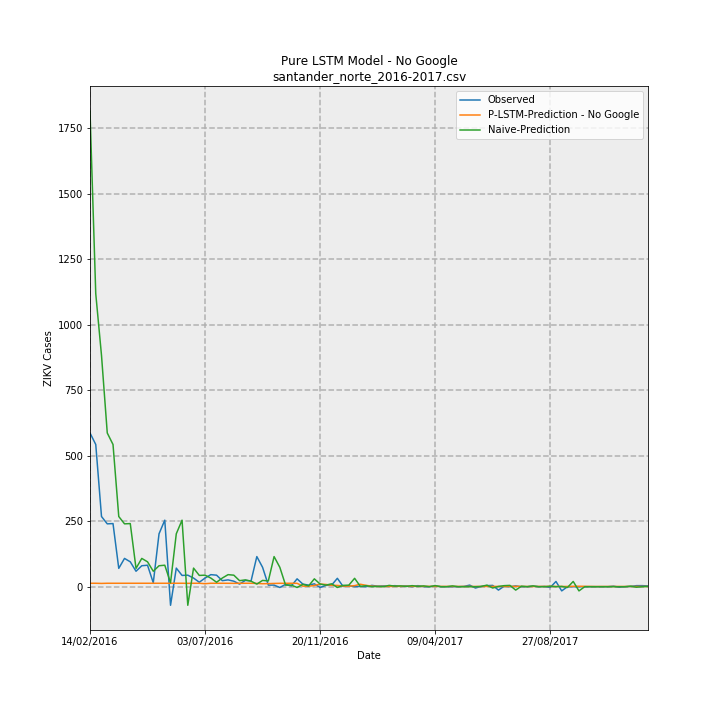 Pure LSTM Model - No Google
santander_norte_2016-2017.csv
Observed
P-LSTM-Prediction - No Google
Naive-Prediction
ZIKV Cases
1750
1500
1250
1000
750
500
250
0
14/02/2016
03/07/2016
20/11/2016
09/04/2017
27/08/2017
Date